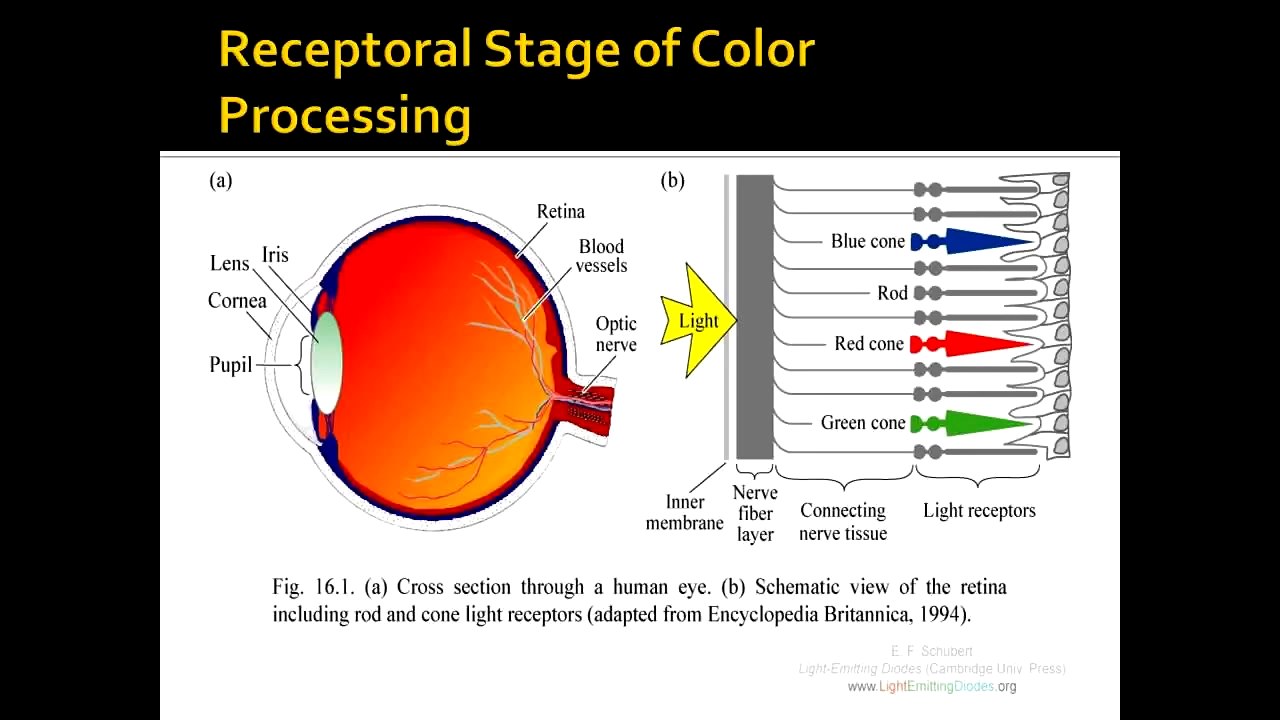 Receptoral Stage of Color
Processing
(a)
Retina
Blood
vessels
Iris
Lens
Cornea
Optic
nerve
Pupil
(b)
Blue cone
Rod
Light
Red cone
Green cone
Inner
membrane
Nerve
fiber
layer
Connecting
nerve tissue
Light receptors
Fig. 16.1. (a) Cross section through a human eye. (b) Schematic view of the retina
including rod and cone light receptors (adapted from Encyclopedia Britannica, 1994).
E. F. Schubert
Light-Emitting Diodes (Cambridge Univ. Press)
www.LightEmittingDiodes.org